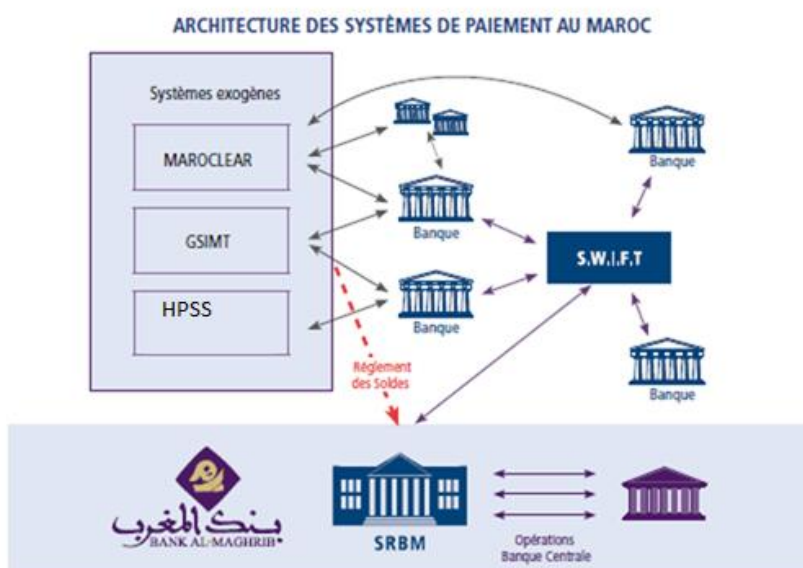 ARCHITECTURE DES SYSTÈMES DE PAIEMENT AU MAROC
Systèmes exogènes
MAROCLEAR
GSIMT
HPSS
Banque
Banque
Banque
S.W.I.F.T
Banque
Réglement
des Soldes
بنك المغرب
BANK AL-MAGHRIB
SRBM
Opérations
Banque Centrale